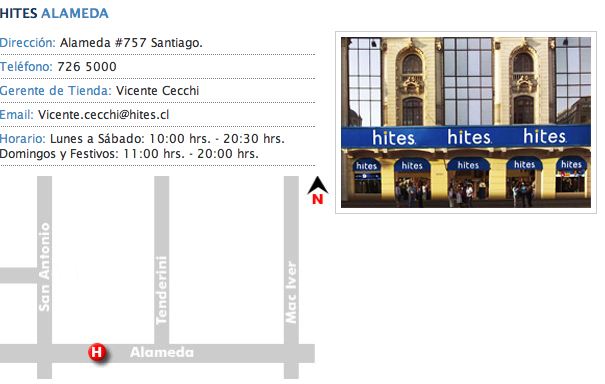 HITES ALAMEDA
Dirección: Alameda #757 Santiago.
Teléfono: 726 5000
Gerente de Tienda: Vicente Cecchi
Email: Vicente.cecchi@hites.cl
Horario: Lunes a Sábado: 10:00 hrs. - 20:30 hrs.
Domingos y Festivos: 11:00 hrs. - 20:00 hrs.
hites hites hites
hites hites hites hites hites
N
San Antonio
Tenderini
Mac Iver
H Alameda